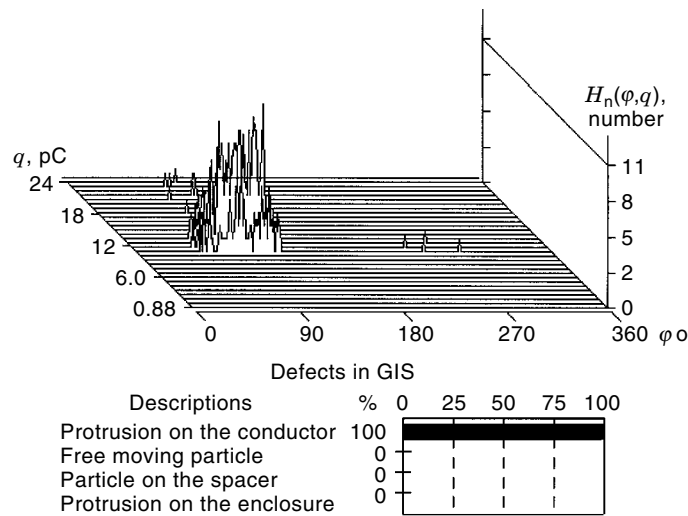 Hn(φ,q),
number
q, pC
24
18
12
6.0
0.88
11
8
5
2
0
0 90 180 270 360 φ o
Defects in GIS
Descriptions % 0 25 50 75 100
Protrusion on the conductor 100
Free moving particle 0
Particle on the spacer 0
Protrusion on the enclosure 0